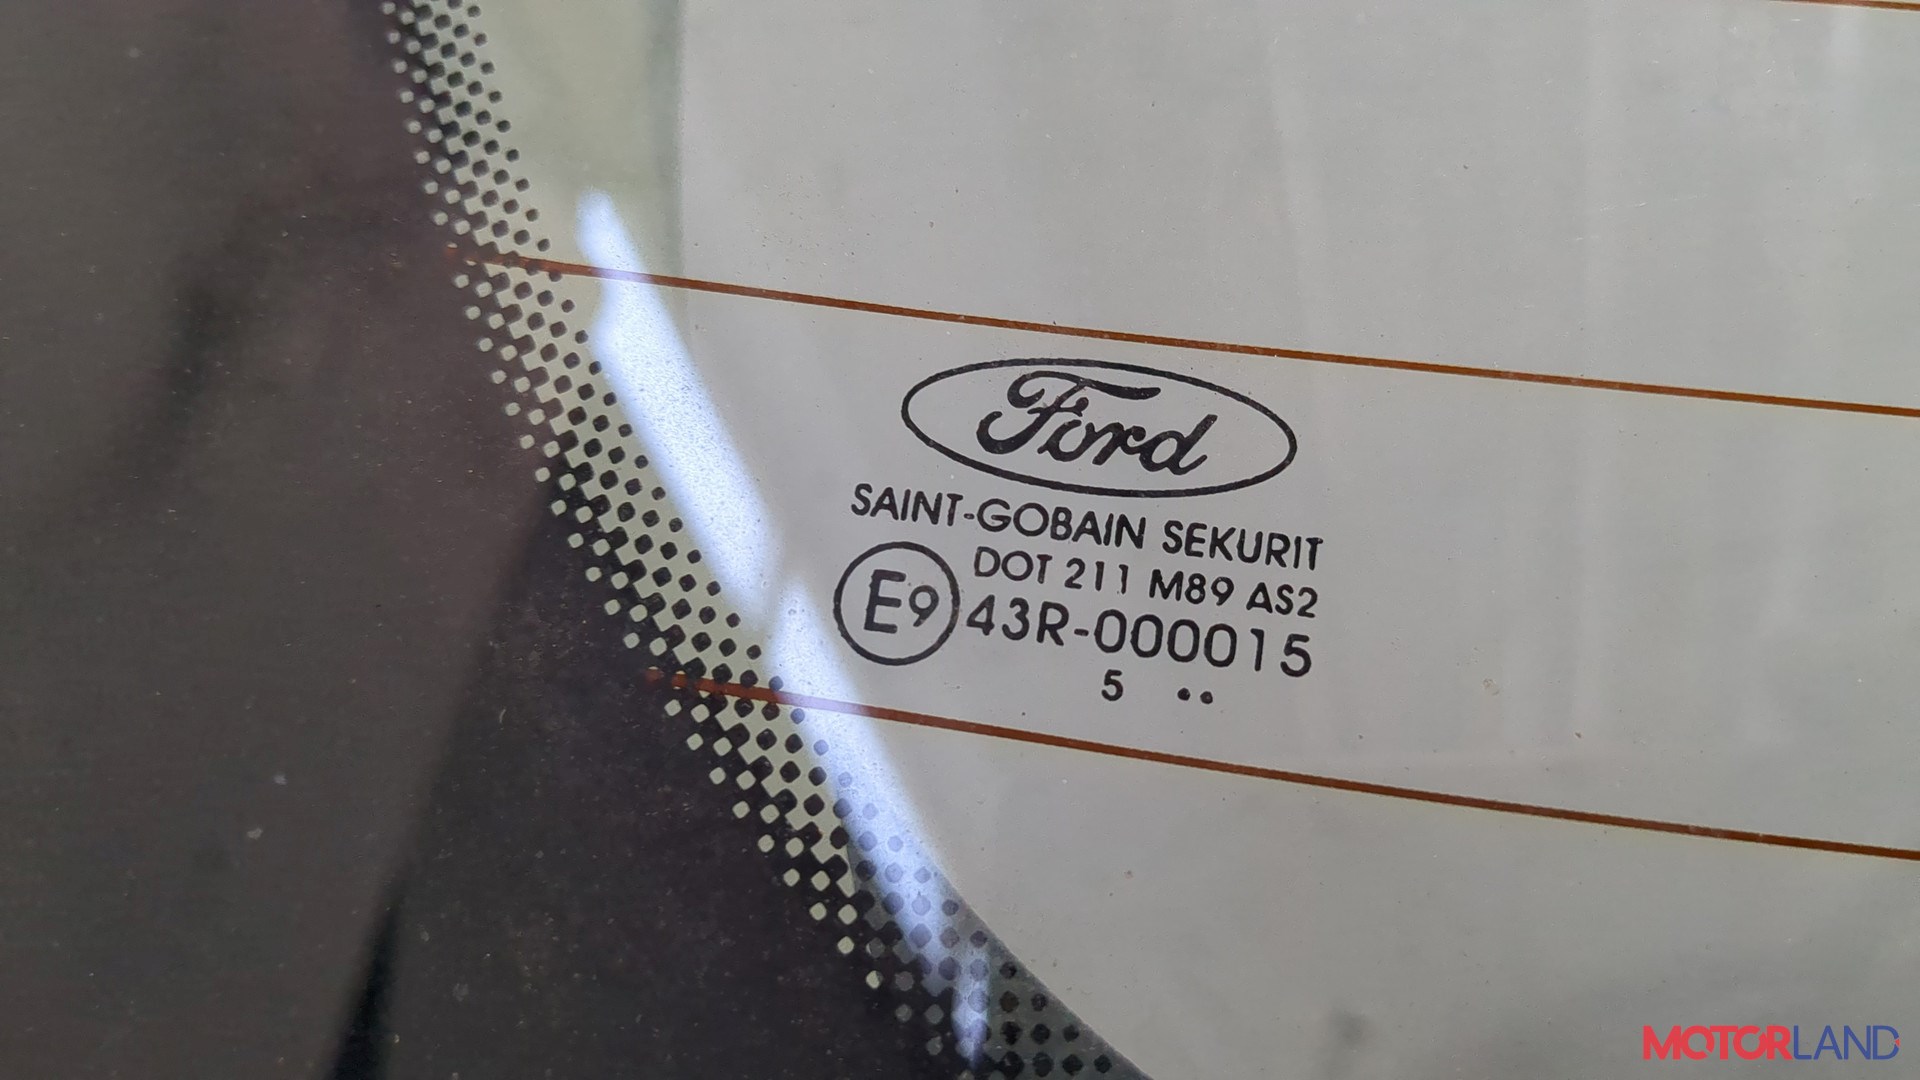 Ford
SAINT-GOBAIN SEKURIT
DOT 211 M89 AS2
E9 43R-000015
5 ..
MOTORLAND